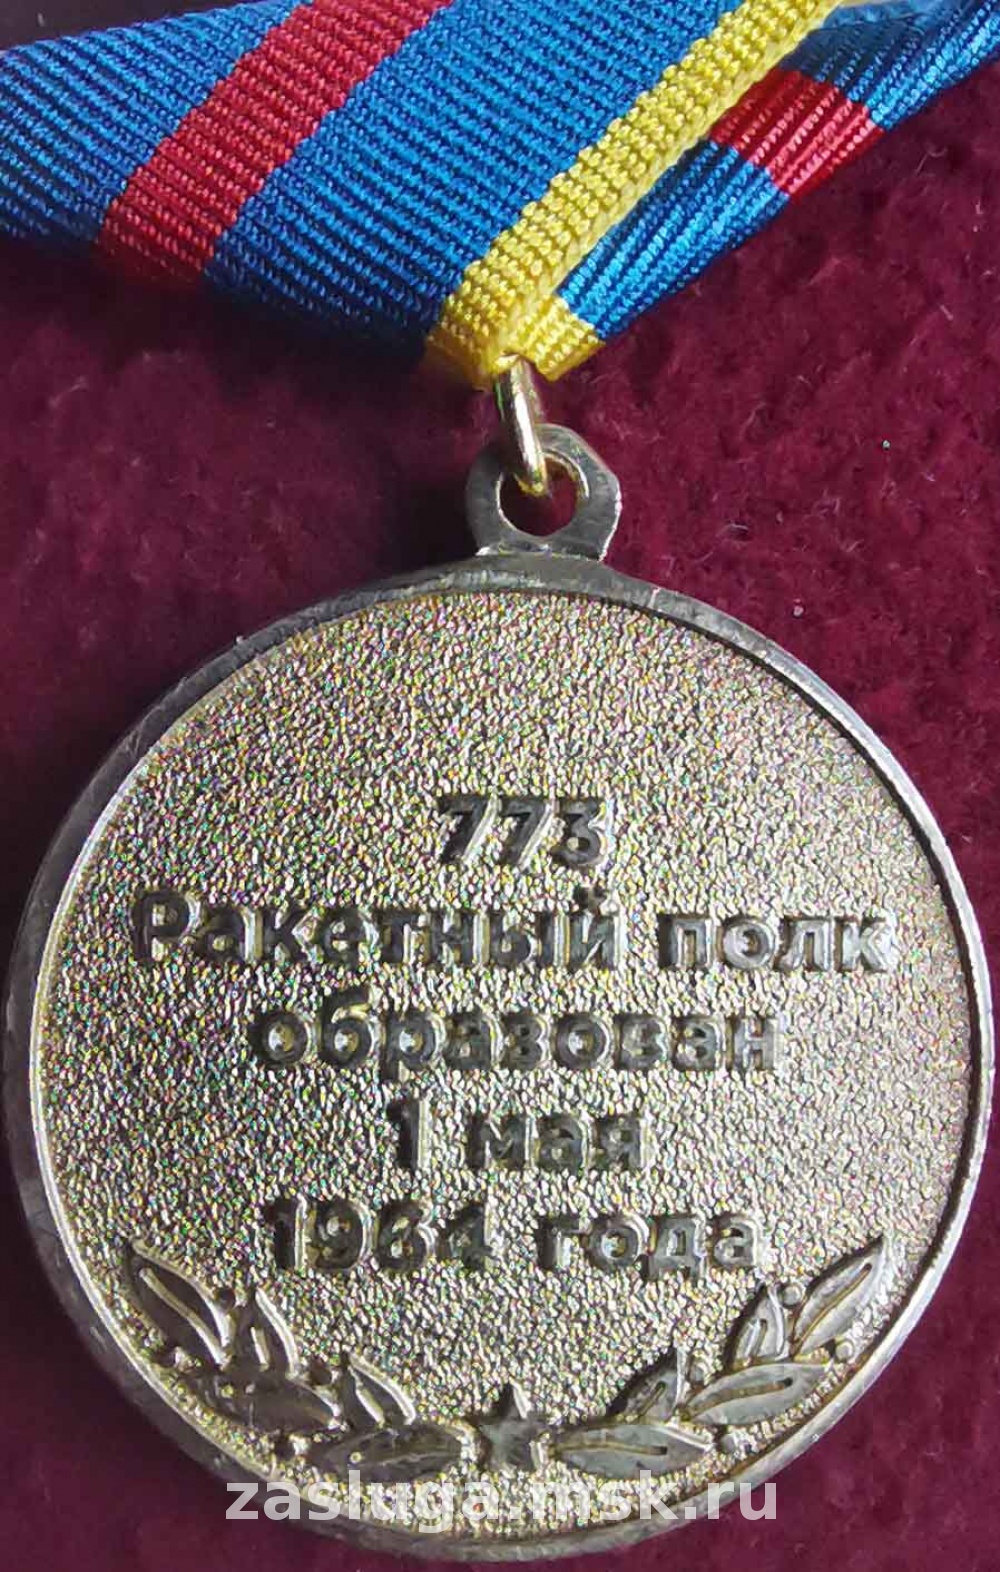 773
Ракетный полк
образован
1 мая
1964 года
zasluga.msk.ru